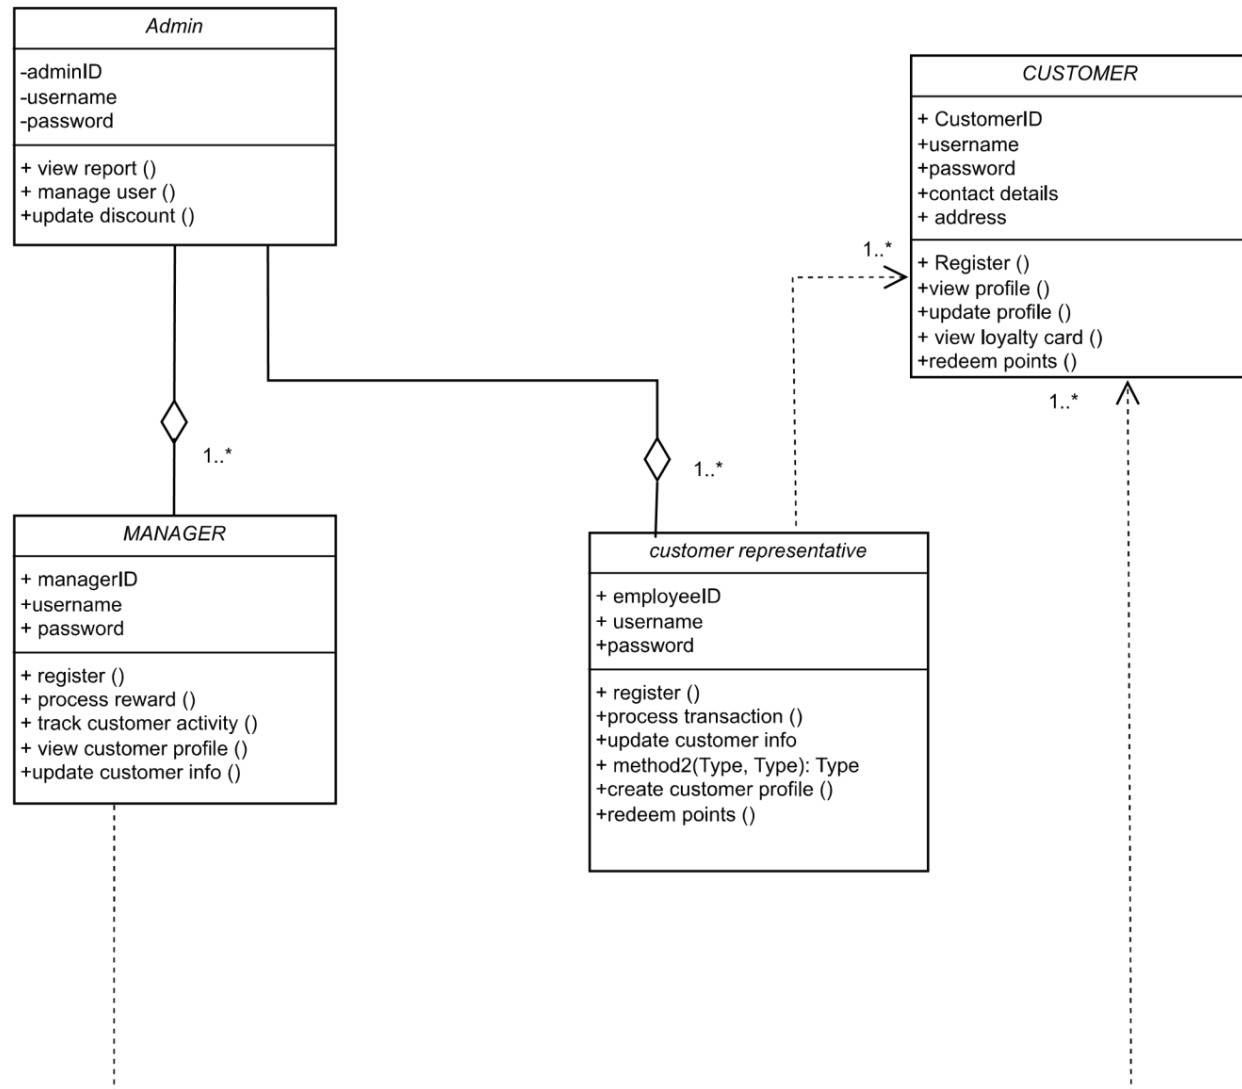 Admin
-adminID
-username
-password
+ view report ()
+ manage user ()
+update discount ()
CUSTOMER
+ CustomerID
+username
+password
+contact details
+ address
+ Register ()
+view profile ()
+update profile ()
+ view loyalty card ()
+redeem points ()
1..*
1..*
1..*
1..*
MANAGER
+ managerID
+username
+ password
+ register ()
+ process reward ()
+ track customer activity ()
+ view customer profile ()
+update customer info ()
customer representative
+ employeeID
+ username
+password
+ register ()
+process transaction ()
+update customer info
+ method2(Type, Type): Type
+create customer profile ()
+redeem points ()